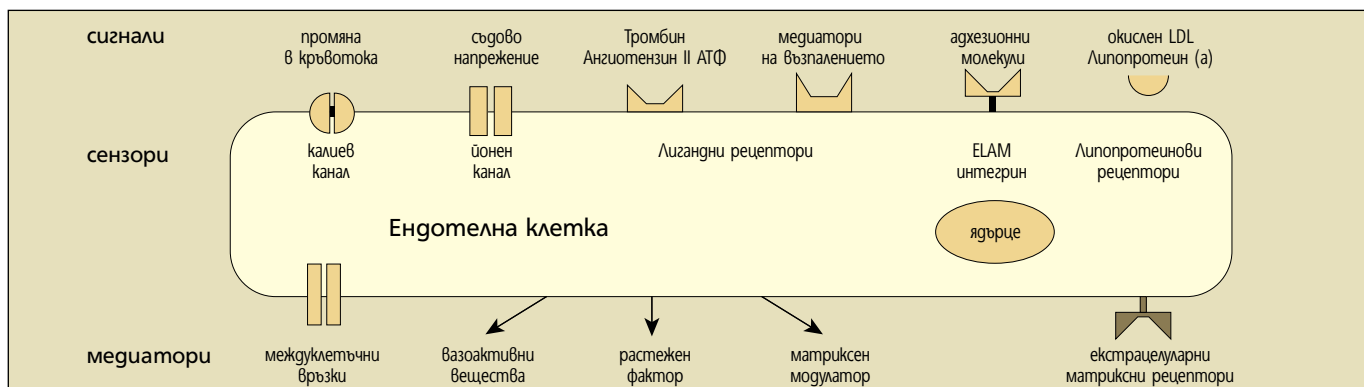 сигнали
промяна
в кръвотока
съдово
напрежение
Тромбин
Ангиотензин II АТФ
медиатори
на възпалението
адхезионни
молекули
окислен LDL
Липопротеин (а)
сензори
калиев
канал
йонен
канал
Лигандни рецептори
ELAM
интегрин
Липопротеинови
рецептори
Ендотелна клетка
ядърце
медиатори
междуклетъчни
връзки
вазоактивни
вещества
растежен
фактор
матриксен
модулатор
екстрацелуларни
матриксни рецептори